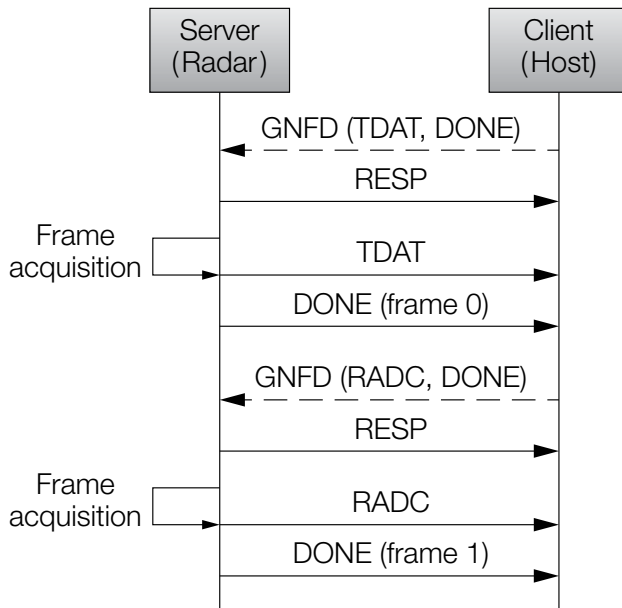 Server
(Radar)
Client
(Host)
GNFD (TDAT, DONE)
RESP
Frame
acquisition
TDAT
DONE (frame 0)
GNFD (RADC, DONE)
RESP
Frame
acquisition
RADC
DONE (frame 1)